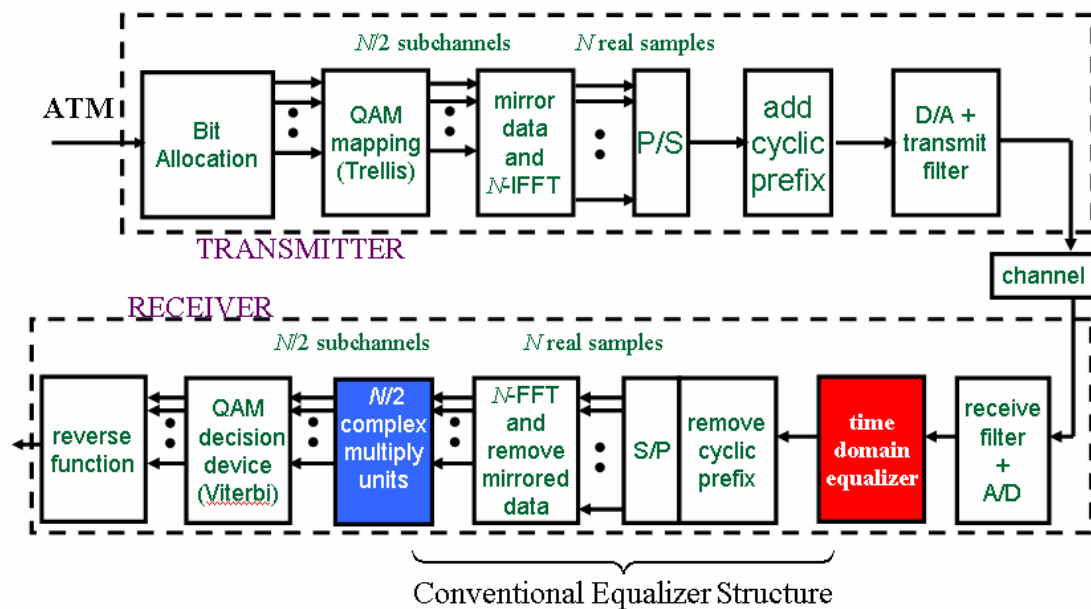 N/2 subchannels
N real samples
ATM
Bit
Allocation
QAM
mapping
(Trellis)
mirror
data
and
N-IFFT
P/S
add
cyclic
prefix
D/A +
transmit
filter
TRANSMITTER
channel
RECEIVER
N/2 subchannels
N real samples
reverse
function
QAM
decision
device
(Viterbi)
N/2
complex
multiply
units
N-FFT
and
remove
mirrored
data
S/P
remove
cyclic
prefix
time
domain
equalizer
receive
filter
+
A/D
Conventional Equalizer Structure